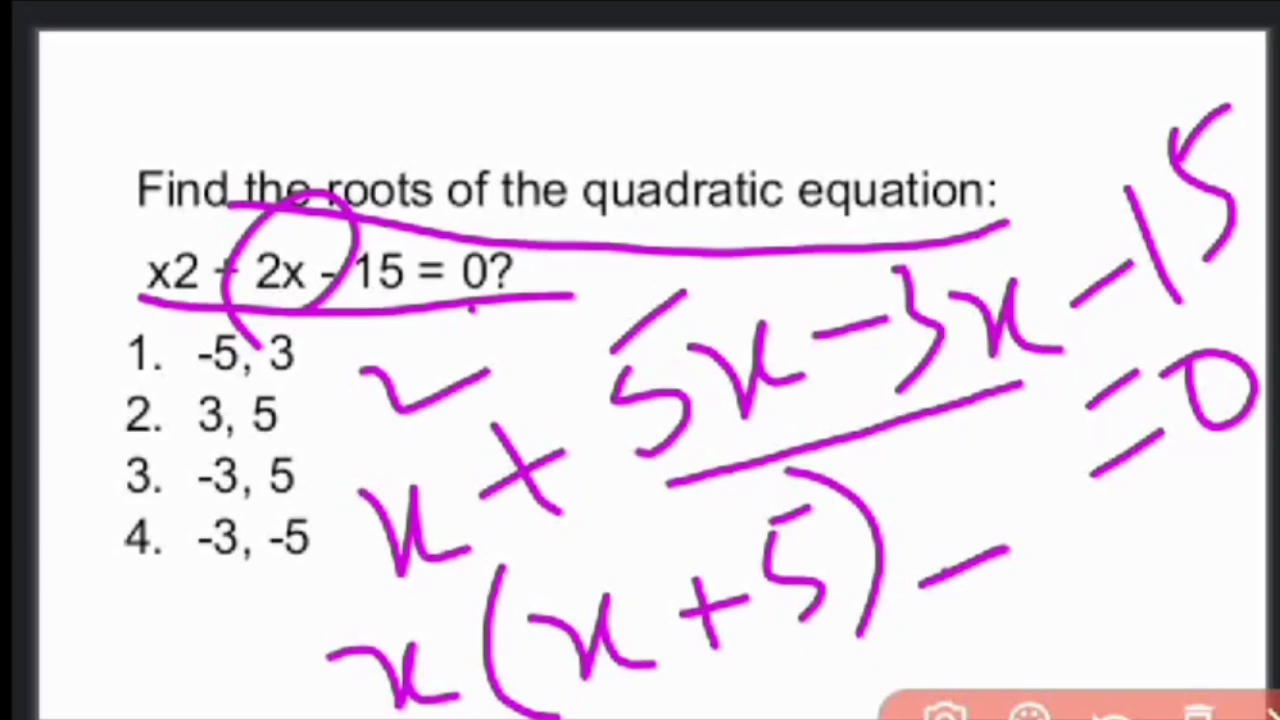 Find the roots of the quadratic equation:
x2 + 2x - 15 = 0?
1. -5, 3
2. 3, 5
3. -3, 5
4. -3, -5
x² + 5x - 3x - 15 = 0
x(x + 5) -